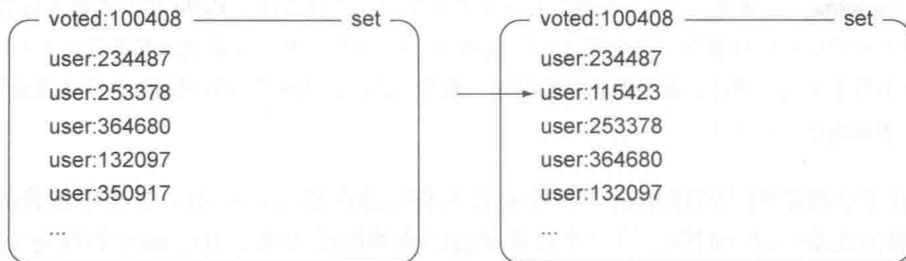 voted:100408 set
user:234487
user:253378
user:364680
user:132097
user:350917
...
voted:100408 set
user:234487
user:115423
user:253378
user:364680
user:132097
...